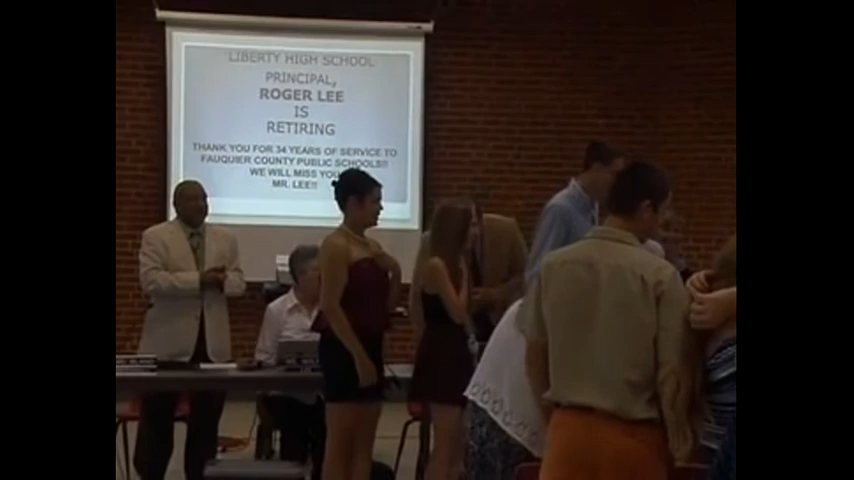 LIBERTY HIGH SCHOOL
PRINCIPAL,
ROGER LEE
IS
RETIRING
THANK YOU FOR 34 YEARS OF SERVICE TO
FAUQUIER COUNTY PUBLIC SCHOOLS!!
WE WILL MISS YOU
MR. LEE!!